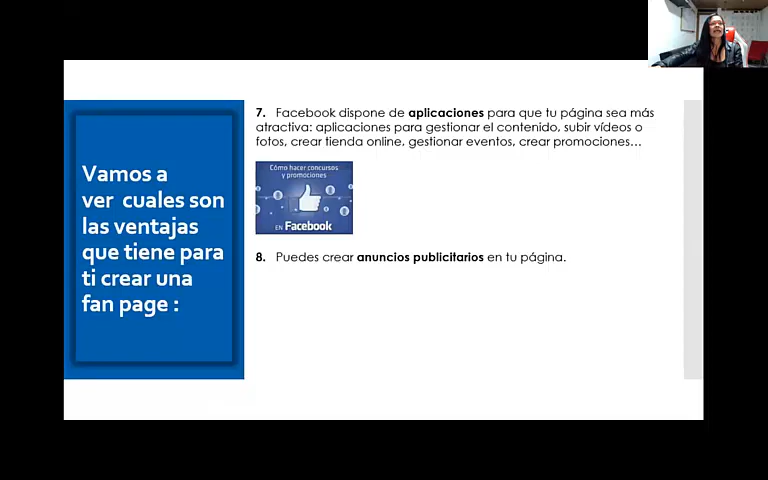 Vamos a
ver cuales son
las ventajas
que tiene para
ti crear una
fan page :
7. Facebook dispone de aplicaciones para que tu página sea más
atractiva: aplicaciones para gestionar el contenido, subir vídeos o
fotos, crear tienda online, gestionar eventos, crear promociones...
Cómo hacer concursos
y promociones
EN Facebook
8. Puedes crear anuncios publicitarios en tu página.